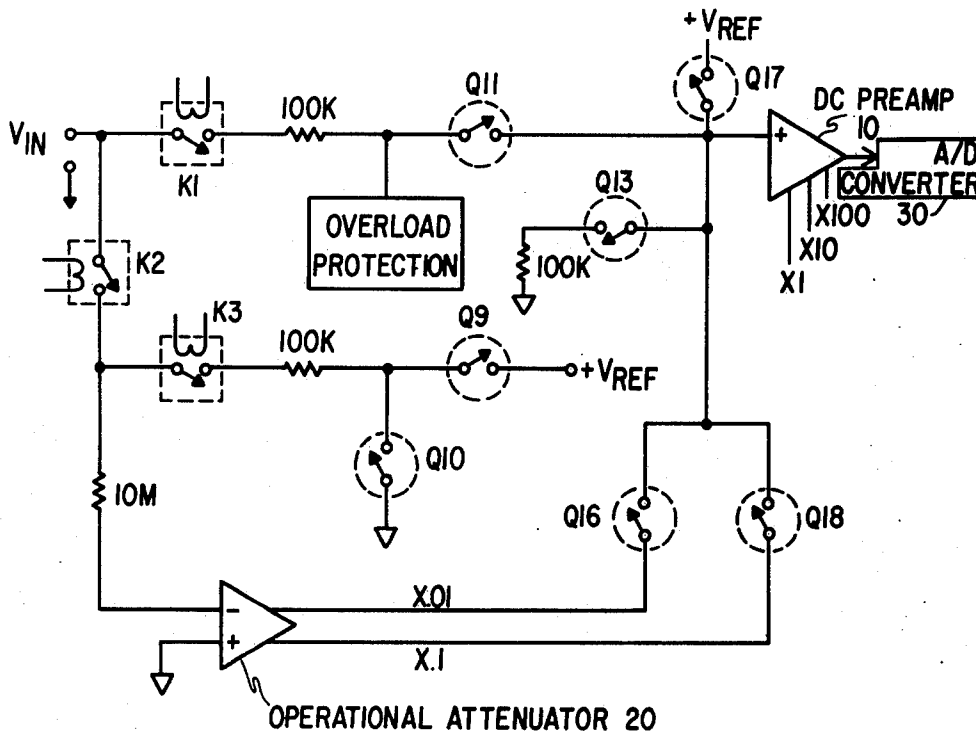 +VREF
Q17
DC PREAMP
10
VIN
K1
100K
Q11
+
A/D
CONVERTER
30
X100
X10
X1
OVERLOAD
PROTECTION
Q13
100K
K2
K3
100K
Q9
+VREF
Q10
10M
Q16
Q18
−
+
X.01
X.1
OPERATIONAL ATTENUATOR 20